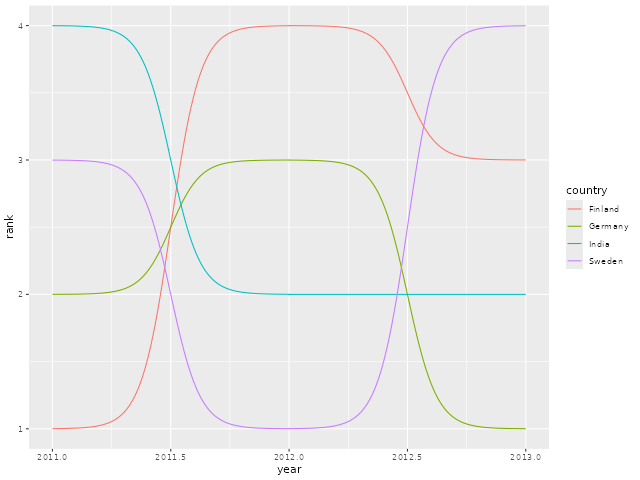 4
3
2
1
rank
2011.0
2011.5
2012.0
2012.5
2013.0
year
country
Finland
Germany
India
Sweden